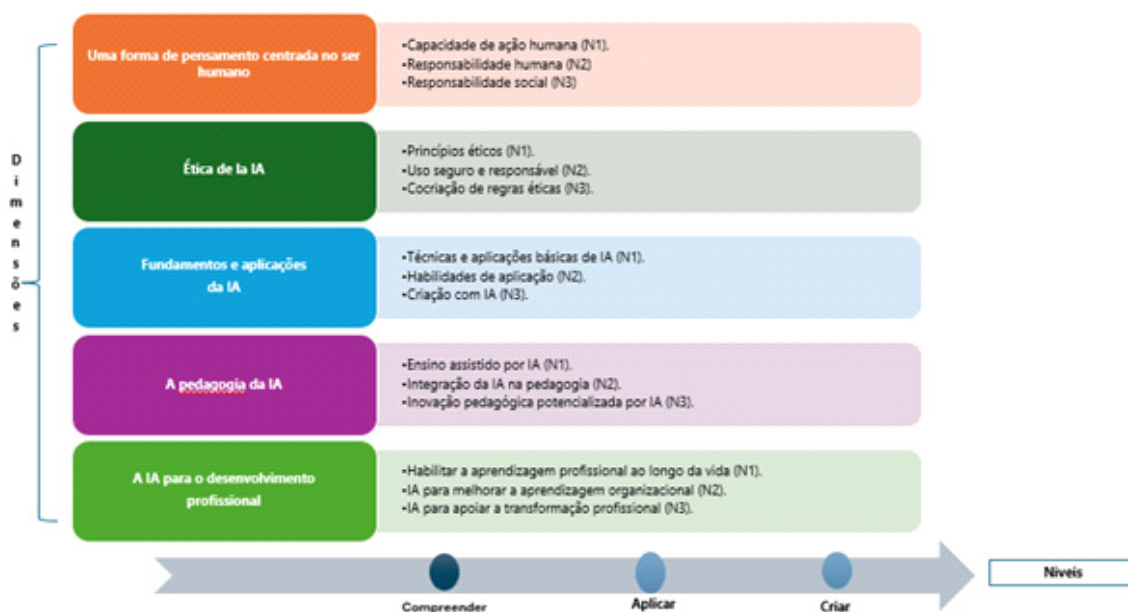 Dimensões
Uma forma de pensamento centrada no ser
humano
•Capacidade de ação humana (N1).
•Responsabilidade humana (N2)
•Responsabilidade social (N3)
Ética de la IA
•Princípios éticos (N1).
•Uso seguro e responsável (N2).
•Cocriação de regras éticas (N3).
Fundamentos e aplicações
da IA
•Técnicas e aplicações básicas de IA (N1).
•Habilidades de aplicação (N2).
•Criação com IA (N3).
A pedagogia da IA
•Ensino assistido por IA (N1).
•Integração da IA na pedagogia (N2).
•Inovação pedagógica potencializada por IA (N3).
A IA para o desenvolvimento
profissional
•Habilitar a aprendizagem profissional ao longo da vida (N1).
•IA para melhorar a aprendizagem organizacional (N2).
•IA para apoiar a transformação profissional (N3).
Compreender
Aplicar
Criar
Niveis